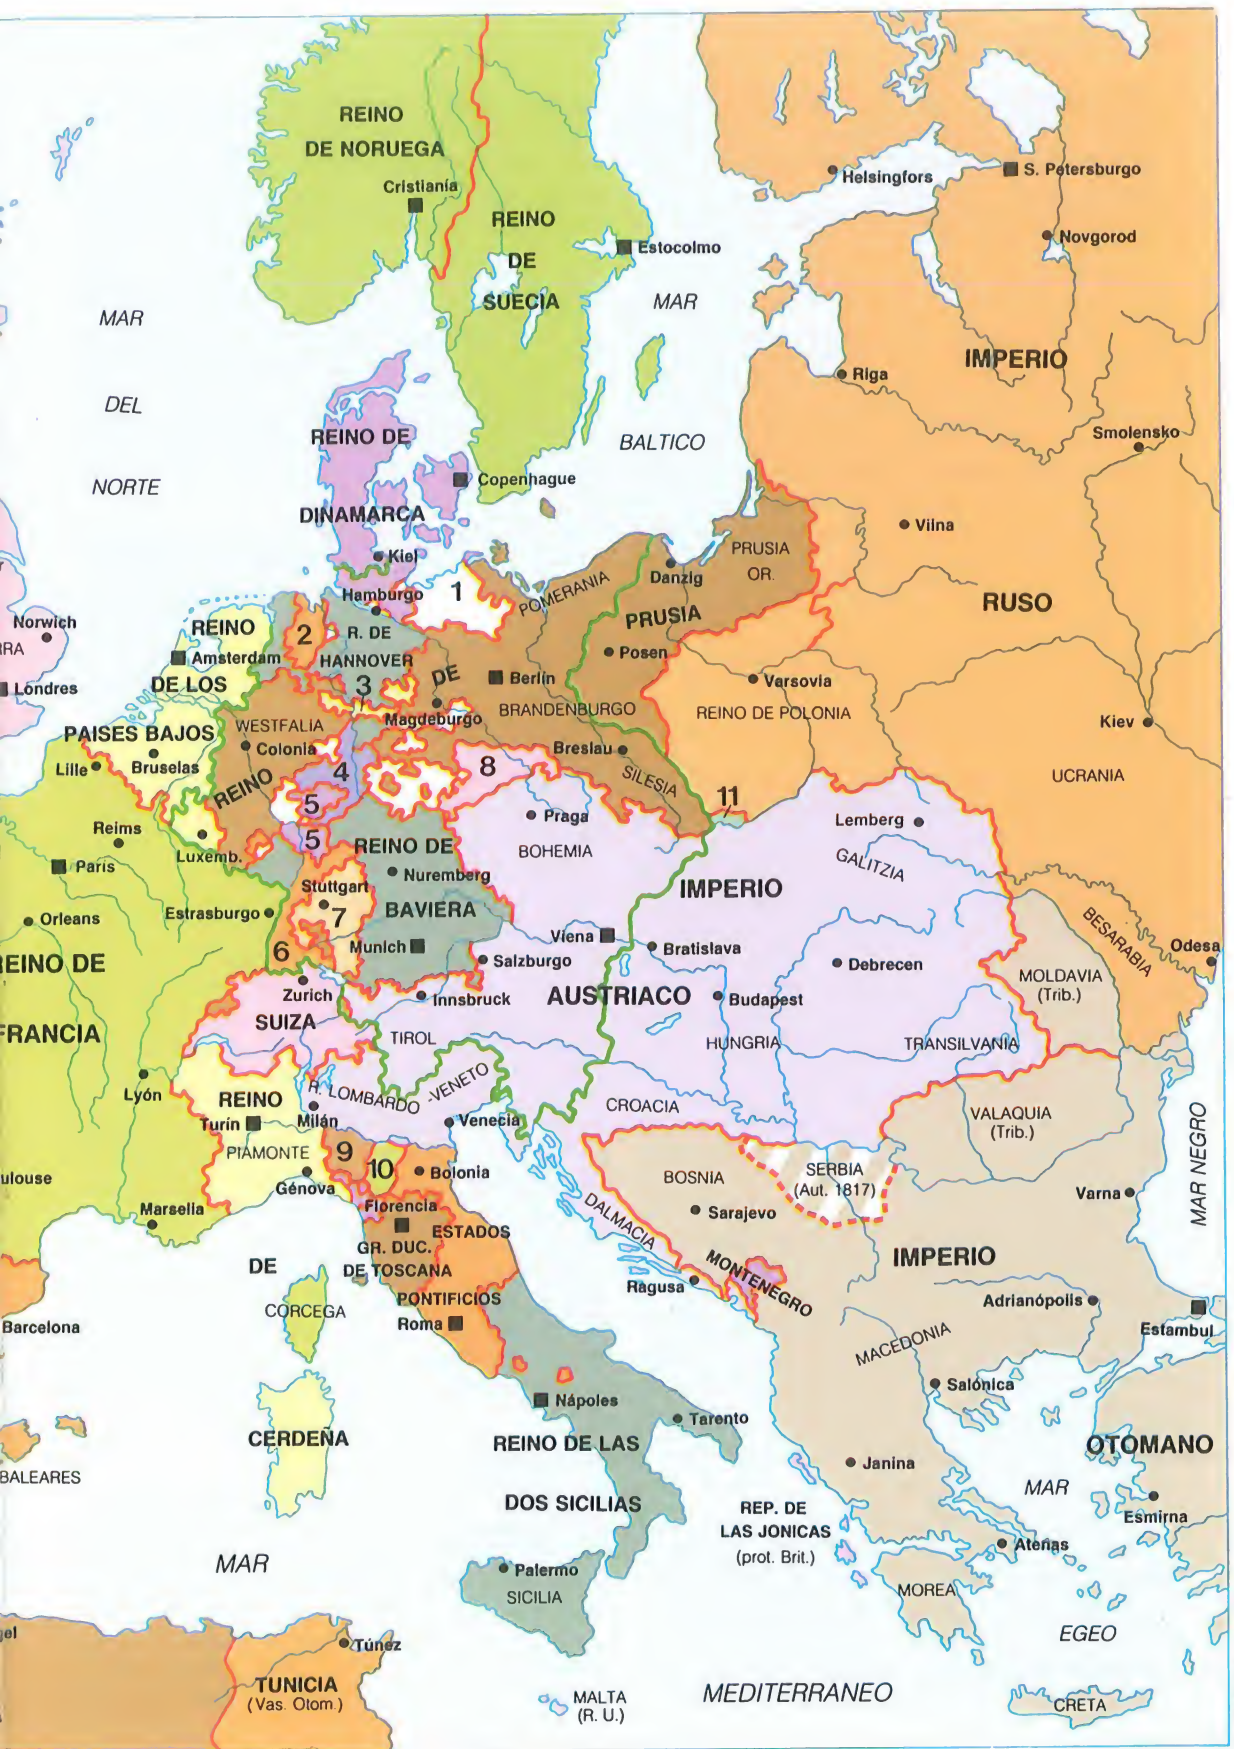 REINO
DE NORUEGA
Cristianía
REINO
DE
SUECIA
Estocolmo
Helsingfors
S. Petersburgo
Novgorod
MAR
DEL
NORTE
MAR
BALTICO
IMPERIO
Riga
Smolensko
REINO DE
DINAMARCA
Copenhague
Kiel
Vilna
PRUSIA
OR.
Danzig
POMERANIA
PRUSIA
RUSO
Hamburgo
1
2
R. DE
HANNOVER
3
Norwich
RRA
Londres
REINO
Amsterdam
DE LOS
PAISES BAJOS
Bruselas
Lille
DE
Berlín
Posen
BRANDENBURGO
Magdeburgo
Varsovia
REINO DE POLONIA
Kiev
UCRANIA
WESTFALIA
Colonia
REINO
4
5
5
8
Breslau
SILESIA
11
Reims
París
Luxemb.
Orleans
Estrasburgo
REINO DE
BAVIERA
Nuremberg
Stuttgart
7
6
Munich
Praga
BOHEMIA
Lemberg
GALITZIA
IMPERIO
AUSTRIACO
Viena
Bratislava
Salzburgo
Debrecen
Budapest
HUNGRIA
TRANSILVANIA
BESARABIA
Odesa
MOLDAVIA
(Trib.)
EINO DE
FRANCIA
Zurich
SUIZA
Innsbruck
TIROL
Lyón
REINO
Turín
PIAMONTE
R. LOMBARDO
-VENETO
Milán
Venecia
CROACIA
VALAQUIA
(Trib.)
MAR NEGRO
ulouse
Marsella
Génova
9
10
Bolonia
Florencia
GR. DUC.
DE TOSCANA
ESTADOS
PONTIFICIOS
Roma
BOSNIA
Sarajevo
SERBIA
(Aut. 1817)
Varna
DALMACIA
Ragusa
MONTENEGRO
IMPERIO
Adrianópolis
Estambul
MACEDONIA
Salónica
DE
CORCEGA
Barcelona
CERDEÑA
BALEARES
Nápoles
Tarento
REINO DE LAS
DOS SICILIAS
Janina
OTOMANO
MAR
Esmirna
REP. DE
LAS JONICAS
(prot. Brit.)
Atenas
MOREA
EGEO
MAR
Palermo
SICILIA
gel
Túnez
TUNICIA
(Vas. Otom.)
MALTA
(R. U.)
MEDITERRANEO
CRETA